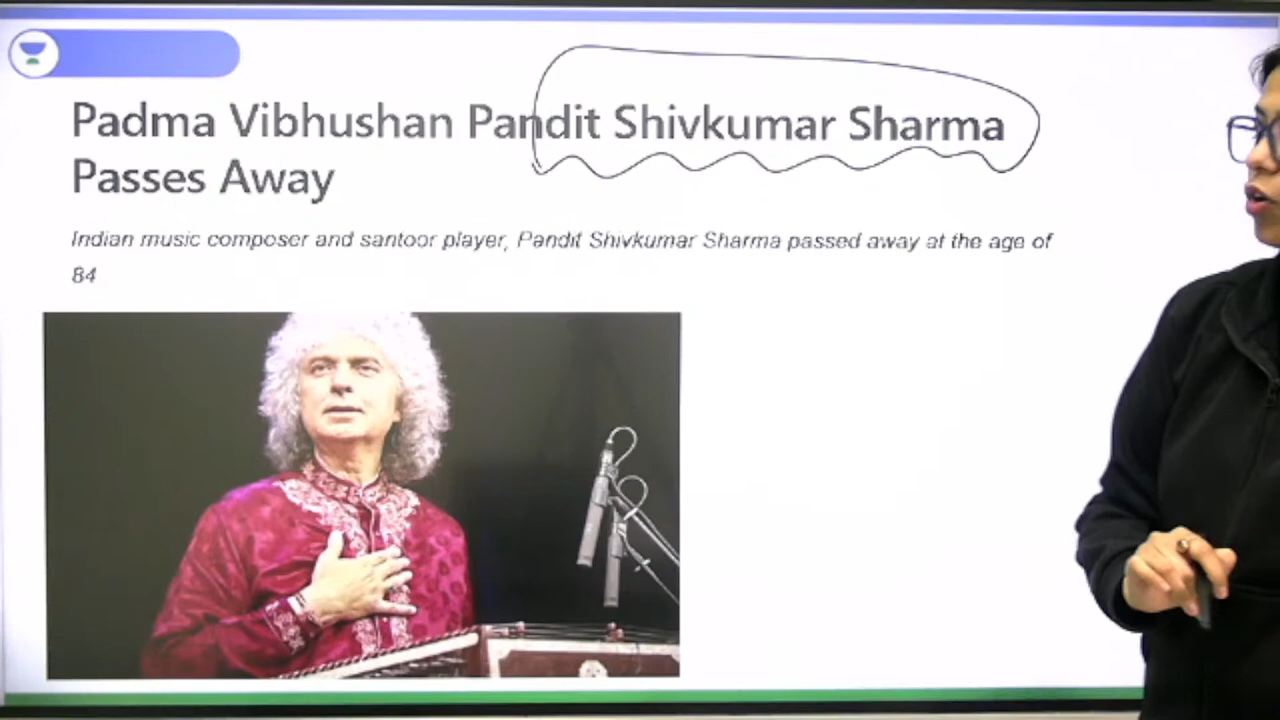 Padma Vibhushan Pandit Shivkumar Sharma
Passes Away
Indian music composer and santoor player, Pandit Shivkumar Sharma passed away at the age of
84